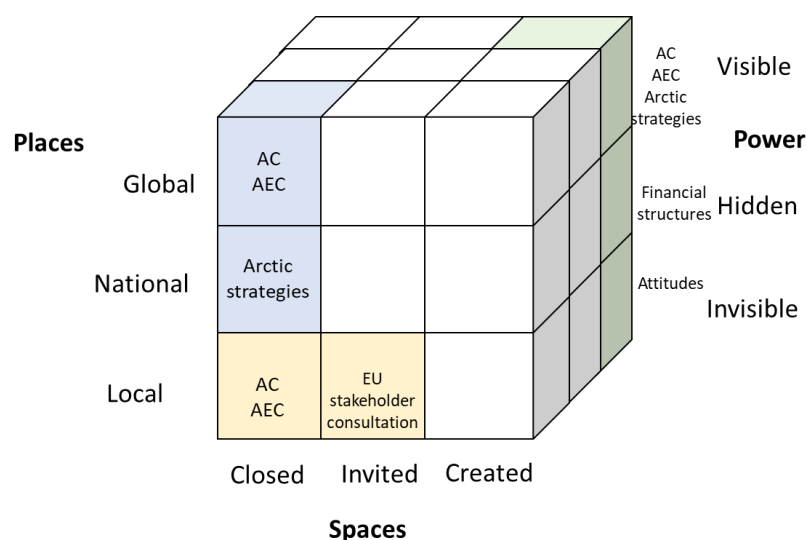 AC
AEC
Arctic
strategies
Visible
Places
Power
AC
AEC
Global
Financial
structures
Hidden
National
Arctic
strategies
Attitudes
Invisible
Local
AC
AEC
EU
stakeholder
consultation
Closed
Invited
Created
Spaces